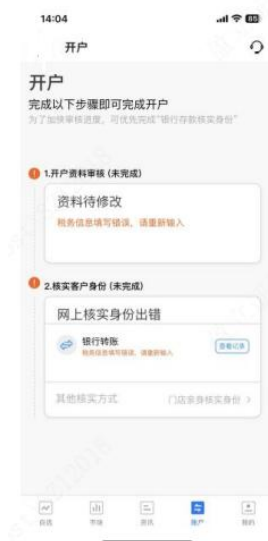 14:04
开户
开户
完成以下步骤即可完成开户
为了加快审核进度，可优先完成“银行存款核实身份”
1.开户资料审核 (未完成)
资料待修改
税务信息填写错误，请重新输入
2.核实客户身份 (未完成)
网上核实身份出错
银行转账
查看记录
税务信息填写错误，请重新输入
其他核实方式
门店亲身核实身份 >
自选
市场
资讯
账户
我的